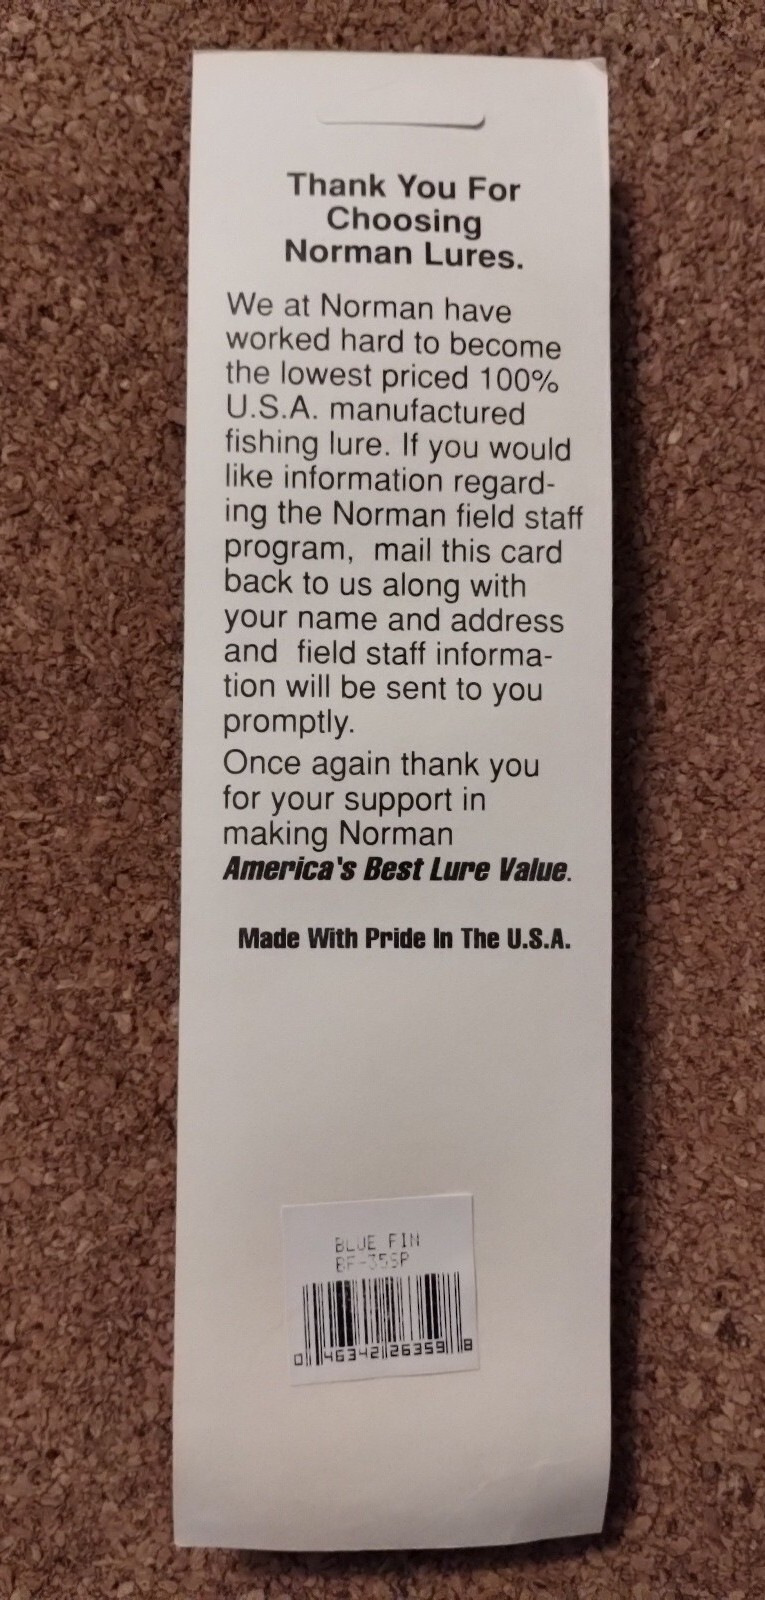 Thank You For
Choosing
Norman Lures.
We at Norman have
worked hard to become
the lowest priced 100%
U.S.A. manufactured
fishing lure. If you would
like information regard-
ing the Norman field staff
program, mail this card
back to us along with
your name and address
and field staff informa-
tion will be sent to you
promptly.
Once again thank you
for your support in
making Norman
America's Best Lure Value.
Made With Pride In The U.S.A.
BLUE FIN
BF-35SP
0 46342 26359 8